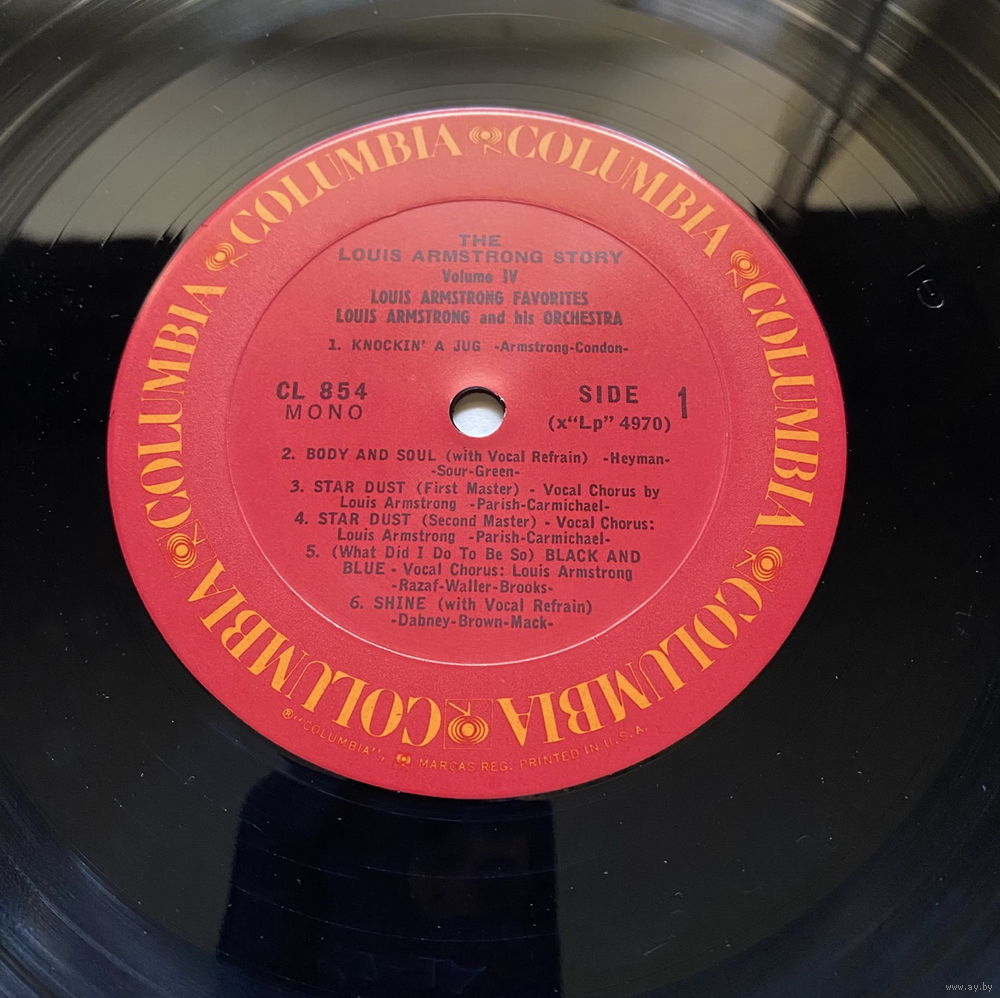 COLUMBIA COLUMBIA COLUMBIA COLUMBIA COLUMBIA COLUMBIA COLUMBIA
THE
LOUIS ARMSTRONG STORY
Volume IV
LOUIS ARMSTRONG FAVORITES
LOUIS ARMSTRONG and his ORCHESTRA
1. KNOCKIN' A JUG -Armstrong-Condon-
CL 854 SIDE 1
MONO (x"Lp" 4970)
2. BODY AND SOUL (with Vocal Refrain) -Heyman-
-Sour-Green-
3. STAR DUST (First Master) - Vocal Chorus by
Louis Armstrong -Parish-Carmichael-
4. STAR DUST (Second Master) - Vocal Chorus:
Louis Armstrong -Parish-Carmichael-
5. (What Did I Do To Be So) BLACK AND
BLUE - Vocal Chorus: Louis Armstrong
-Razaf-Waller-Brooks-
6. SHINE (with Vocal Refrain)
-Dabney-Brown-Mack-
®"COLUMBIA", MARCAS REG. PRINTED IN U.S.A.
www.ay.by